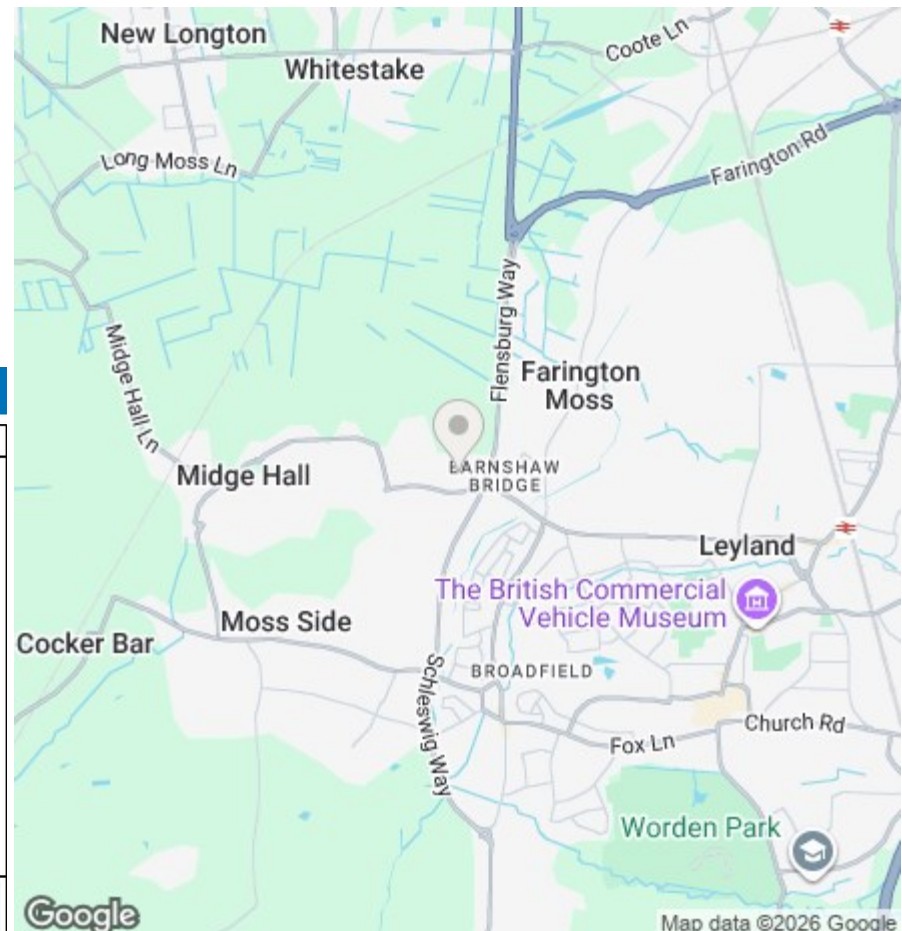 New Longton
Coote Ln
Whitestake
Farington Rd
Long Moss Ln
Flensburg Way
Midge Hall Ln
Farington
Moss
EARNSHAW
BRIDGE
Midge Hall
Leyland
The British Commercial
Vehicle Museum
Moss Side
Cocker Bar
BROADFIELD
Schleswig Way
Church Rd
Fox Ln
Worden Park
Google
Map data ©2026 Google